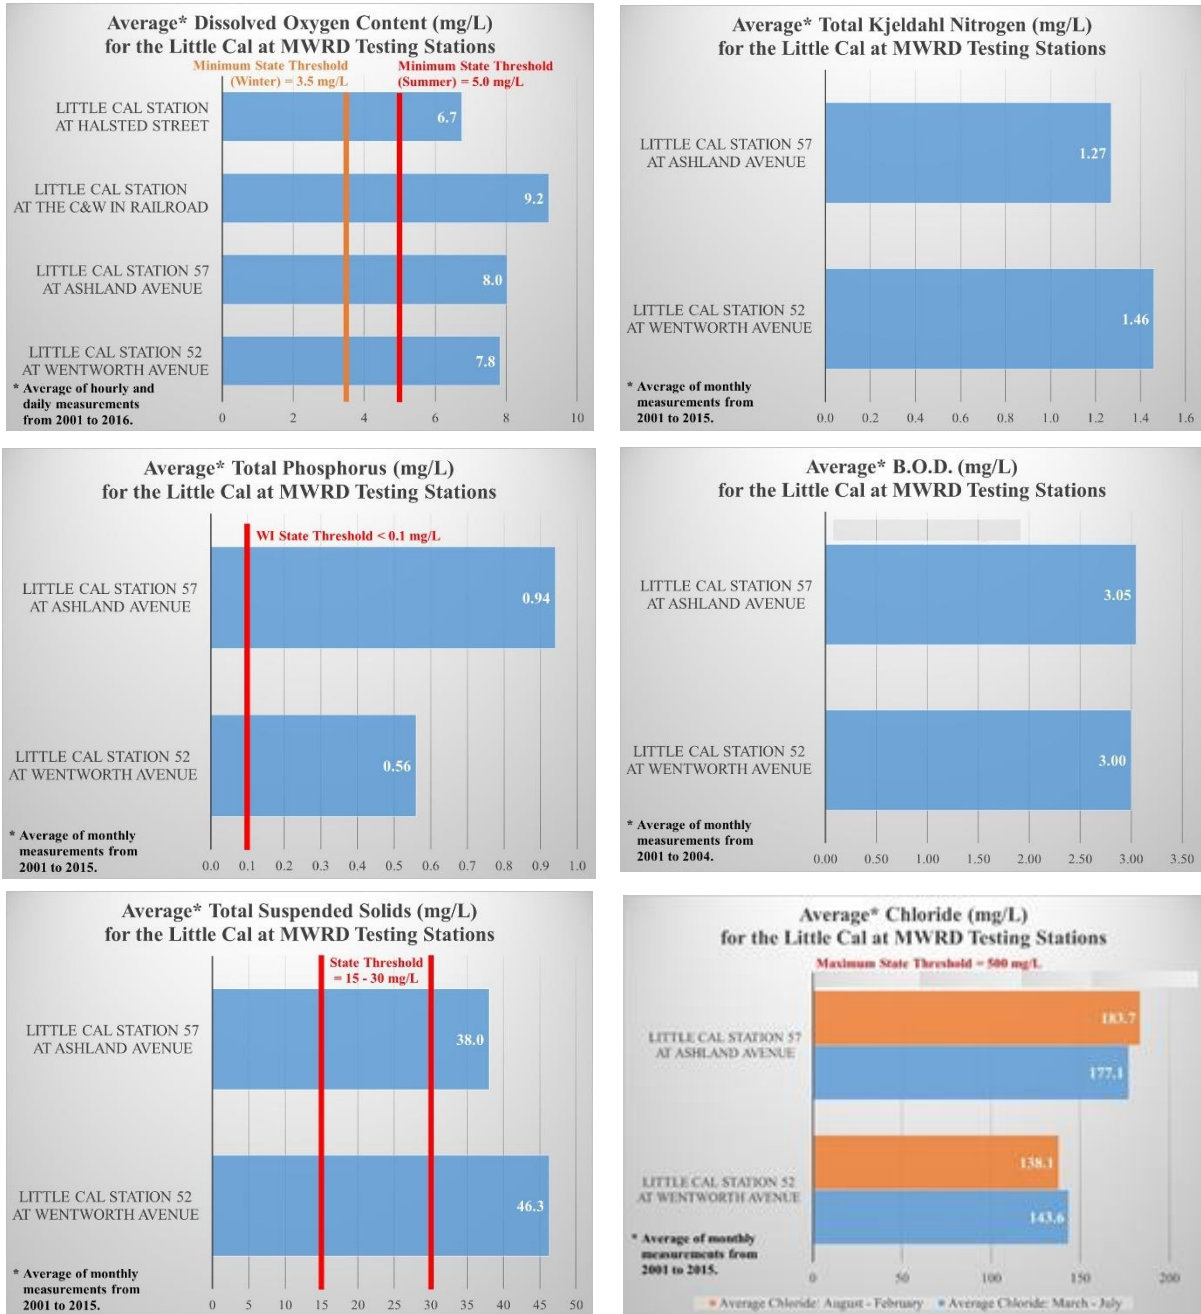 Average* Dissolved Oxygen Content (mg/L)
for the Little Cal at MWRD Testing Stations
Minimum State Threshold
(Winter) = 3.5 mg/L
Minimum State Threshold
(Summer) = 5.0 mg/L
LITTLE CAL STATION
AT HALSTED STREET
6.7
LITTLE CAL STATION
AT THE C&W IN RAILROAD
9.2
LITTLE CAL STATION 57
AT ASHLAND AVENUE
8.0
LITTLE CAL STATION 52
AT WENTWORTH AVENUE
7.8
* Average of hourly and
daily measurements
from 2001 to 2016.
0 2 4 6 8 10
Average* Total Kjeldahl Nitrogen (mg/L)
for the Little Cal at MWRD Testing Stations
LITTLE CAL STATION 57
AT ASHLAND AVENUE
1.27
LITTLE CAL STATION 52
AT WENTWORTH AVENUE
1.46
* Average of monthly
measurements from
2001 to 2015.
0.0 0.2 0.4 0.6 0.8 1.0 1.2 1.4 1.6
Average* Total Phosphorus (mg/L)
for the Little Cal at MWRD Testing Stations
WI State Threshold < 0.1 mg/L
LITTLE CAL STATION 57
AT ASHLAND AVENUE
0.94
LITTLE CAL STATION 52
AT WENTWORTH AVENUE
0.56
* Average of monthly
measurements from
2001 to 2015.
0.0 0.1 0.2 0.3 0.4 0.5 0.6 0.7 0.8 0.9 1.0
Average* B.O.D. (mg/L)
for the Little Cal at MWRD Testing Stations
LITTLE CAL STATION 57
AT ASHLAND AVENUE
3.05
LITTLE CAL STATION 52
AT WENTWORTH AVENUE
3.00
* Average of monthly
measurements from
2001 to 2004.
0.00 0.50 1.00 1.50 2.00 2.50 3.00 3.50
Average* Total Suspended Solids (mg/L)
for the Little Cal at MWRD Testing Stations
State Threshold
= 15 - 30 mg/L
LITTLE CAL STATION 57
AT ASHLAND AVENUE
38.0
LITTLE CAL STATION 52
AT WENTWORTH AVENUE
46.3
* Average of monthly
measurements from
2001 to 2015.
0 5 10 15 20 25 30 35 40 45 50
Average* Chloride (mg/L)
for the Little Cal at MWRD Testing Stations
Maximum State Threshold = 500 mg/L
183.7
LITTLE CAL STATION 57
AT ASHLAND AVENUE
177.1
138.1
LITTLE CAL STATION 52
AT WENTWORTH AVENUE
143.6
* Average of monthly
measurements from
2001 to 2015.
0 50 100 150 200
Average Chloride: August - February Average Chloride: March - July